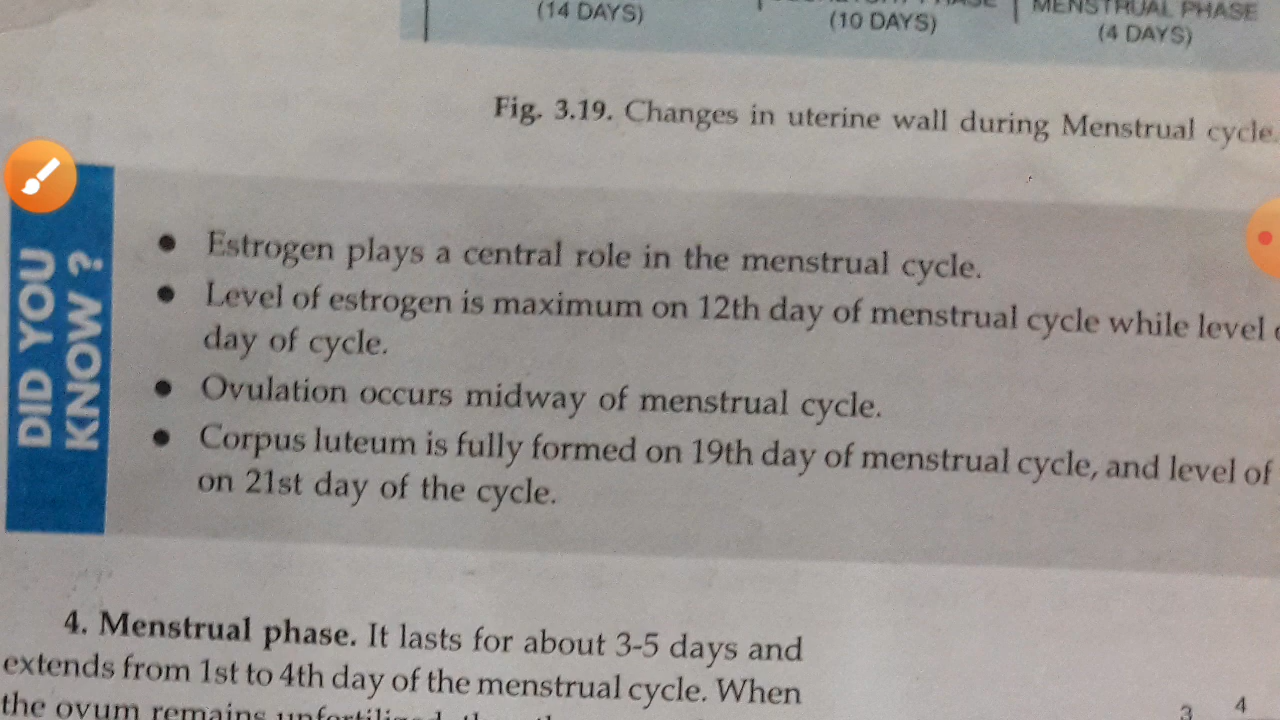 (14 DAYS)
(10 DAYS)
MENSTRUAL PHASE
(4 DAYS)
Fig. 3.19. Changes in uterine wall during Menstrual cycle.
DID YOU
KNOW ?
• Estrogen plays a central role in the menstrual cycle.
• Level of estrogen is maximum on 12th day of menstrual cycle while level
day of cycle.
• Ovulation occurs midway of menstrual cycle.
• Corpus luteum is fully formed on 19th day of menstrual cycle, and level of
on 21st day of the cycle.
4. Menstrual phase. It lasts for about 3-5 days and
extends from 1st to 4th day of the menstrual cycle. When
the ovum remains
3 4